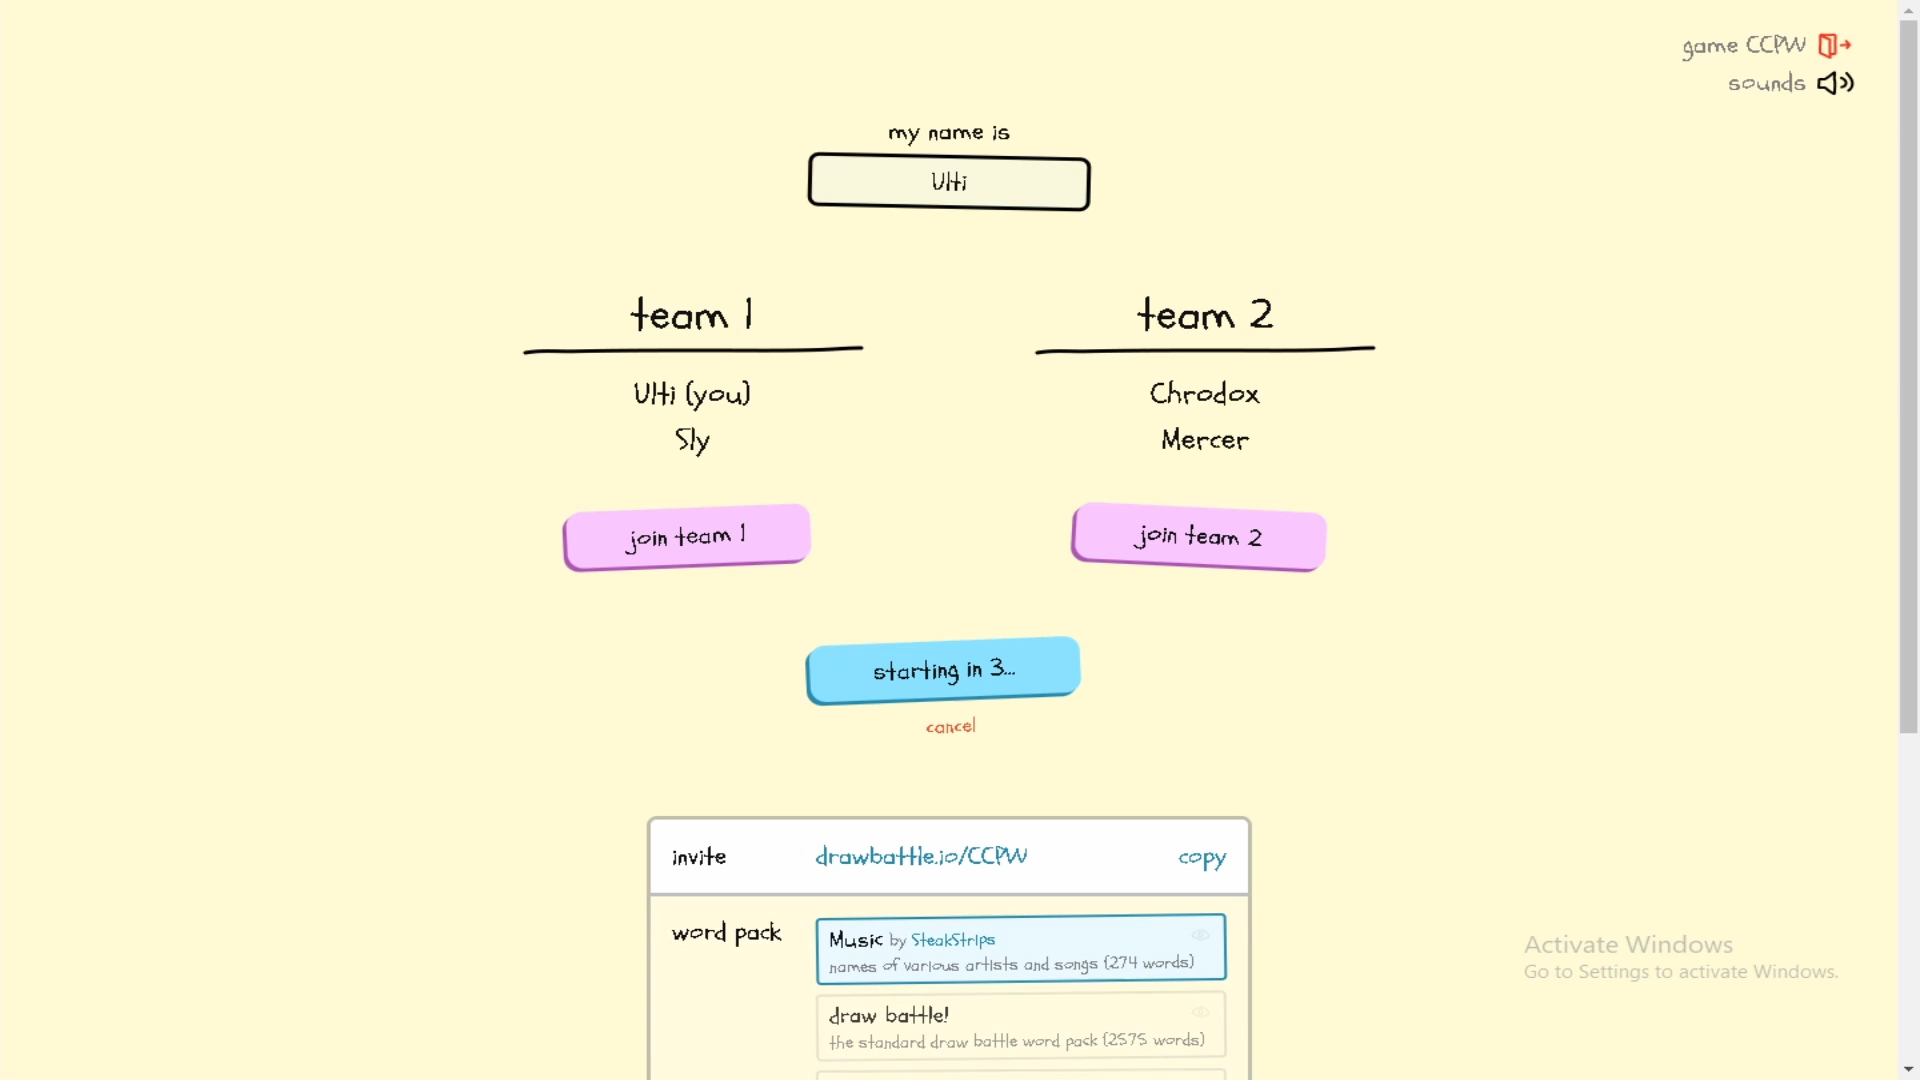 game CCPW
sounds
my name is
Ulti
team 1
team 2
Ulti (you)
Chrodox
Sly
Mercer
join team 1
join team 2
starting in 3...
cancel
invite
drawbattle.io/CCPW
copy
word pack
Music by SteakStrips
names of various artists and songs (274 words)
draw battle!
the standard draw battle word pack (2575 words)
Activate Windows
Go to Settings to activate Windows.